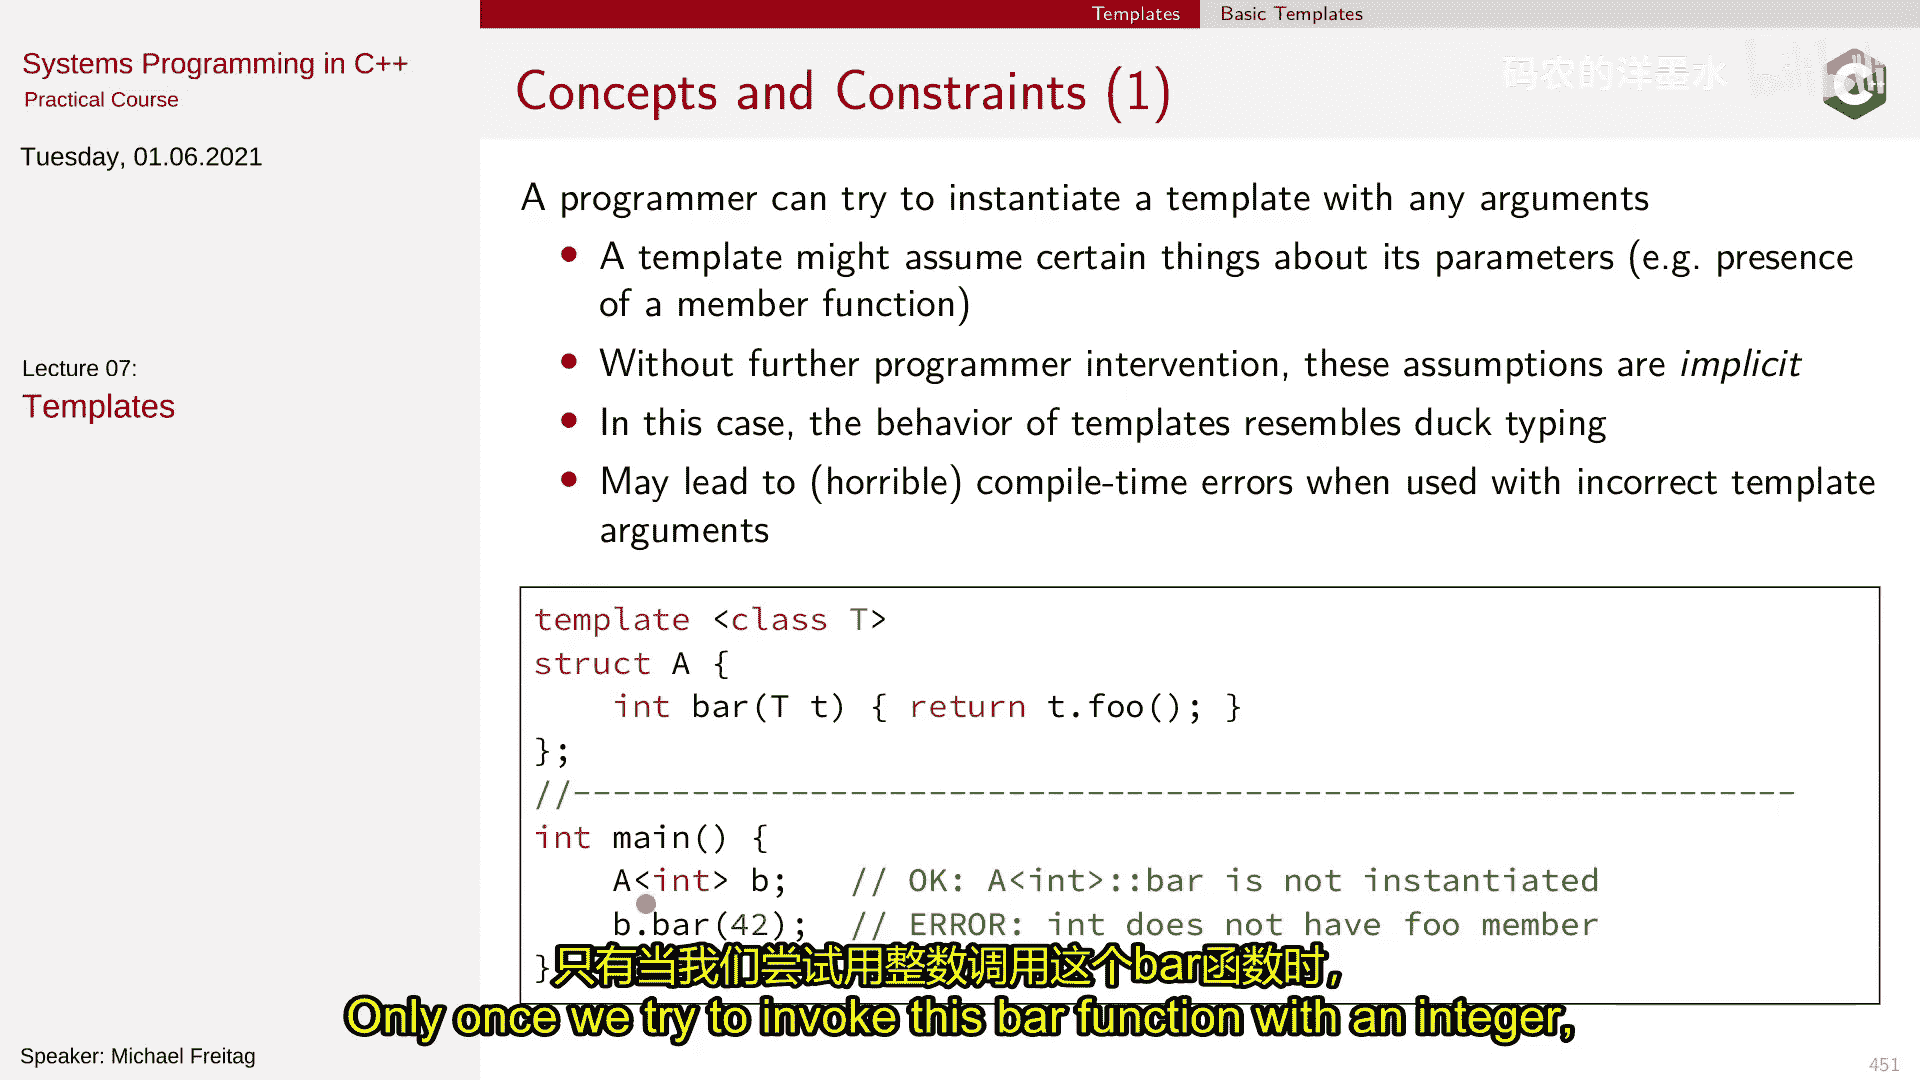 Templates
Basic Templates
Systems Programming in C++
Practical Course
Tuesday, 01.06.2021
Lecture 07:
Templates
Speaker: Michael Freitag
Concepts and Constraints (1)
码农的洋墨水
A programmer can try to instantiate a template with any arguments
• A template might assume certain things about its parameters (e.g. presence
of a member function)
• Without further programmer intervention, these assumptions are implicit
• In this case, the behavior of templates resembles duck typing
• May lead to (horrible) compile-time errors when used with incorrect template
arguments
template <class T>
struct A {
    int bar(T t) { return t.foo(); }
};
//---------------------------------------------------------------
int main() {
    A<int> b;   // OK: A<int>::bar is not instantiated
    b.bar(42);  // ERROR: int does not have foo member
}
只有当我们尝试用整数调用这个bar函数时,
Only once we try to invoke this bar function with an integer,
451